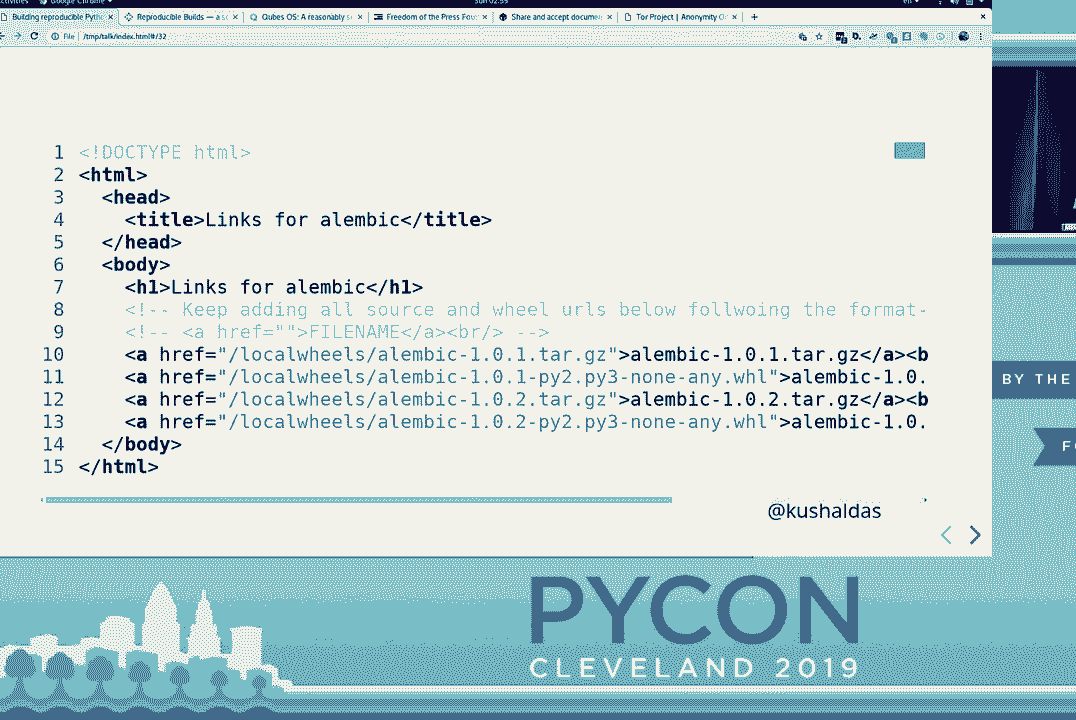 Activities Google Chrome Sun 02:55 en
Building reproducible Pyth Reproducible Builds — a s Qubes OS: A reasonably s Freedom of the Press Fou Share and accept docume Tor Project | Anonymity O
File /tmp/talk/index.html#/32
1 <!DOCTYPE html>
2 <html>
3 <head>
4 <title>Links for alembic</title>
5 </head>
6 <body>
7 <h1>Links for alembic</h1>
8 <!-- Keep adding all source and wheel urls below follwoing the format-
9 <!-- <a href="">FILENAME</a><br/> -->
10 <a href="/localwheels/alembic-1.0.1.tar.gz">alembic-1.0.1.tar.gz</a><b
11 <a href="/localwheels/alembic-1.0.1-py2.py3-none-any.whl">alembic-1.0.
12 <a href="/localwheels/alembic-1.0.2.tar.gz">alembic-1.0.2.tar.gz</a><b
13 <a href="/localwheels/alembic-1.0.2-py2.py3-none-any.whl">alembic-1.0.
14 </body>
15 </html>
@kushaldas
BY THE
PYCON
CLEVELAND 2019